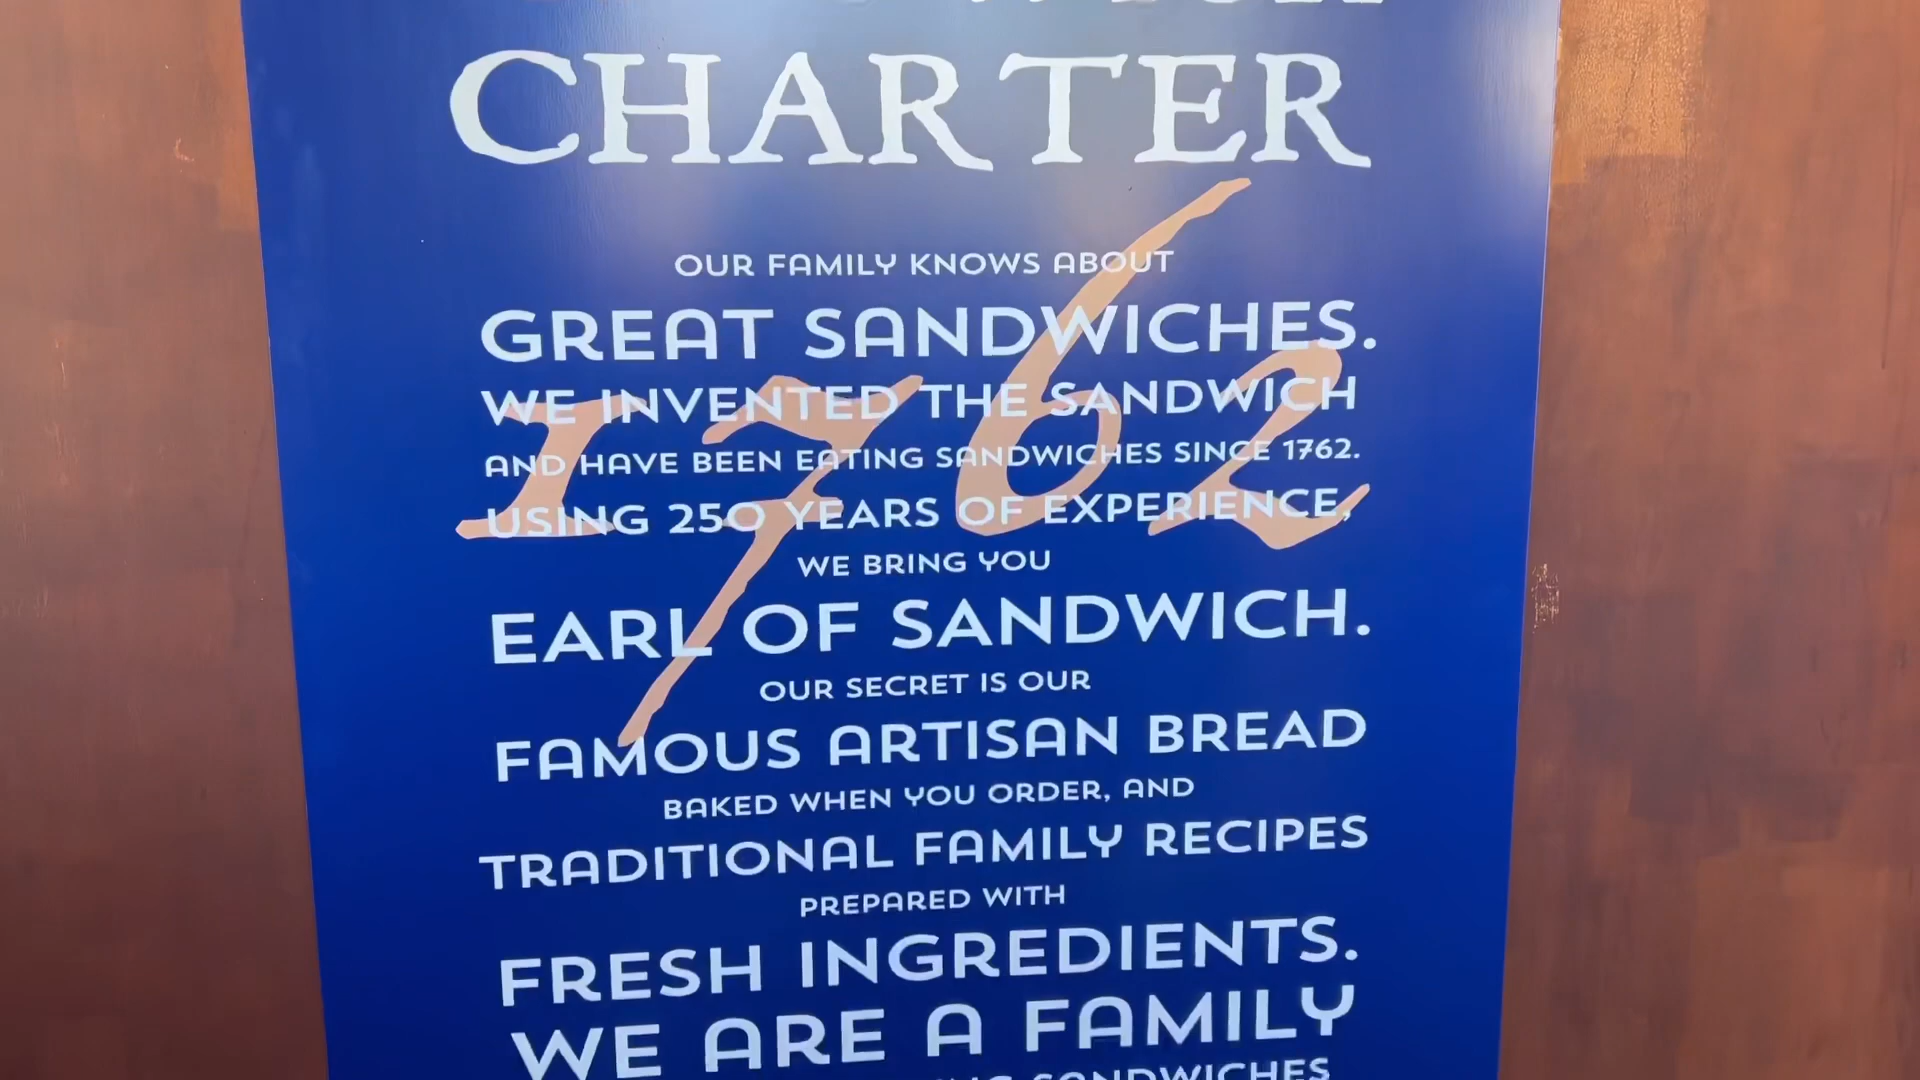 CHARTER
OUR FAMILY KNOWS ABOUT
GREAT SANDWICHES.
WE INVENTED THE SANDWICH
AND HAVE BEEN EATING SANDWICHES SINCE 1762.
USING 250 YEARS OF EXPERIENCE,
1762
WE BRING YOU
EARL OF SANDWICH.
OUR SECRET IS OUR
FAMOUS ARTISAN BREAD
BAKED WHEN YOU ORDER, AND
TRADITIONAL FAMILY RECIPES
PREPARED WITH
FRESH INGREDIENTS.
WE ARE A FAMILY
SANDWICHES